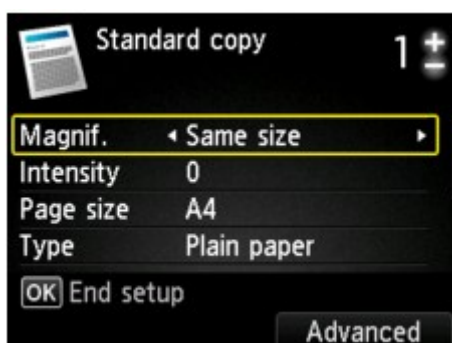 Standard copy 1 ±
Magnif. ◂ Same size ▸
Intensity 0
Page size A4
Type Plain paper
OK End setup
Advanced